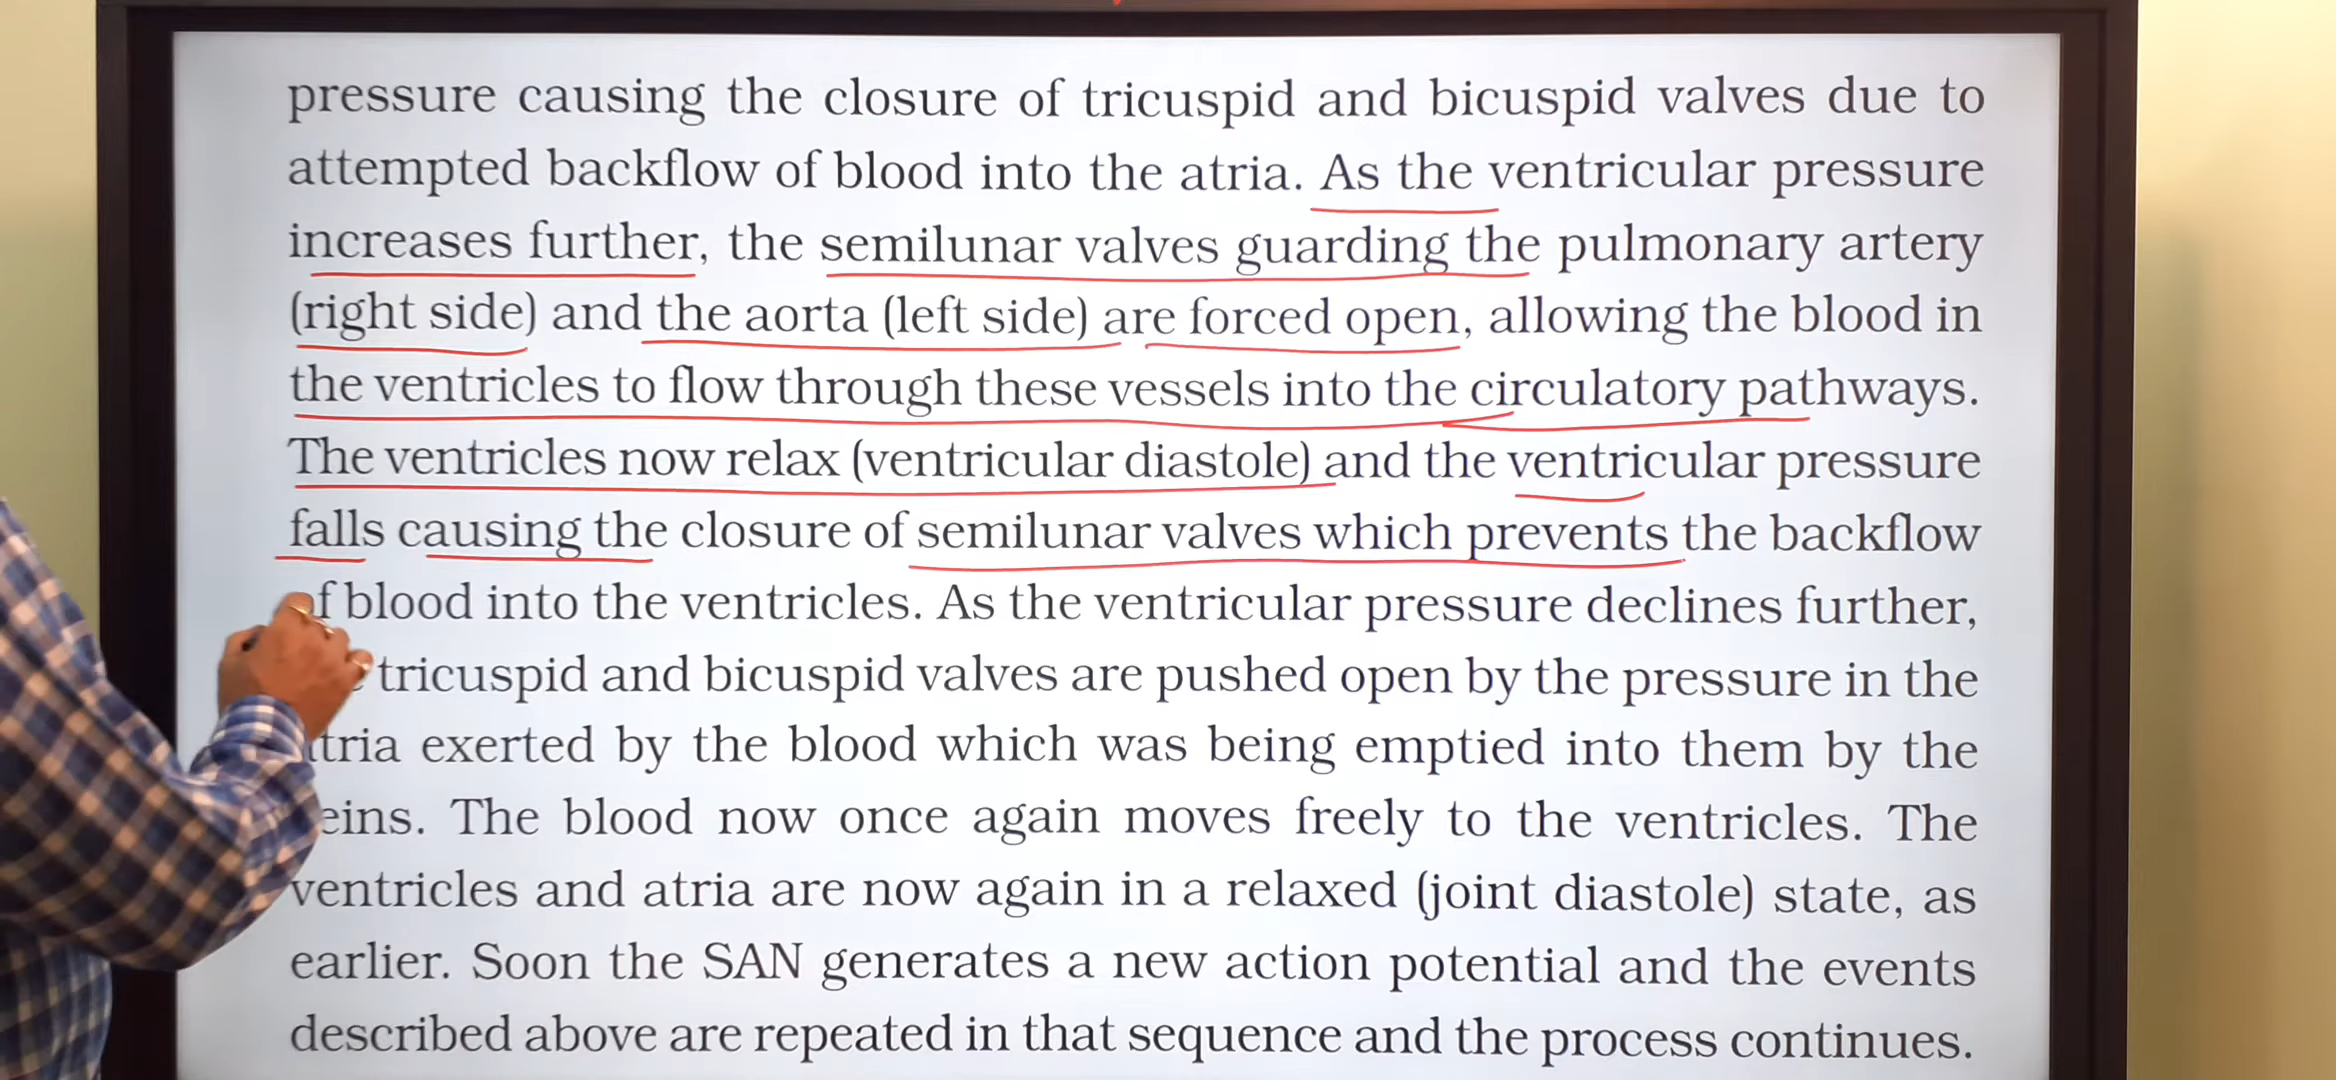 pressure causing the closure of tricuspid and bicuspid valves due to
attempted backflow of blood into the atria. As the ventricular pressure
increases further, the semilunar valves guarding the pulmonary artery
(right side) and the aorta (left side) are forced open, allowing the blood in
the ventricles to flow through these vessels into the circulatory pathways.
The ventricles now relax (ventricular diastole) and the ventricular pressure
falls causing the closure of semilunar valves which prevents the backflow
of blood into the ventricles. As the ventricular pressure declines further,
tricuspid and bicuspid valves are pushed open by the pressure in the
atria exerted by the blood which was being emptied into them by the
veins. The blood now once again moves freely to the ventricles. The
ventricles and atria are now again in a relaxed (joint diastole) state, as
earlier. Soon the SAN generates a new action potential and the events
described above are repeated in that sequence and the process continues.